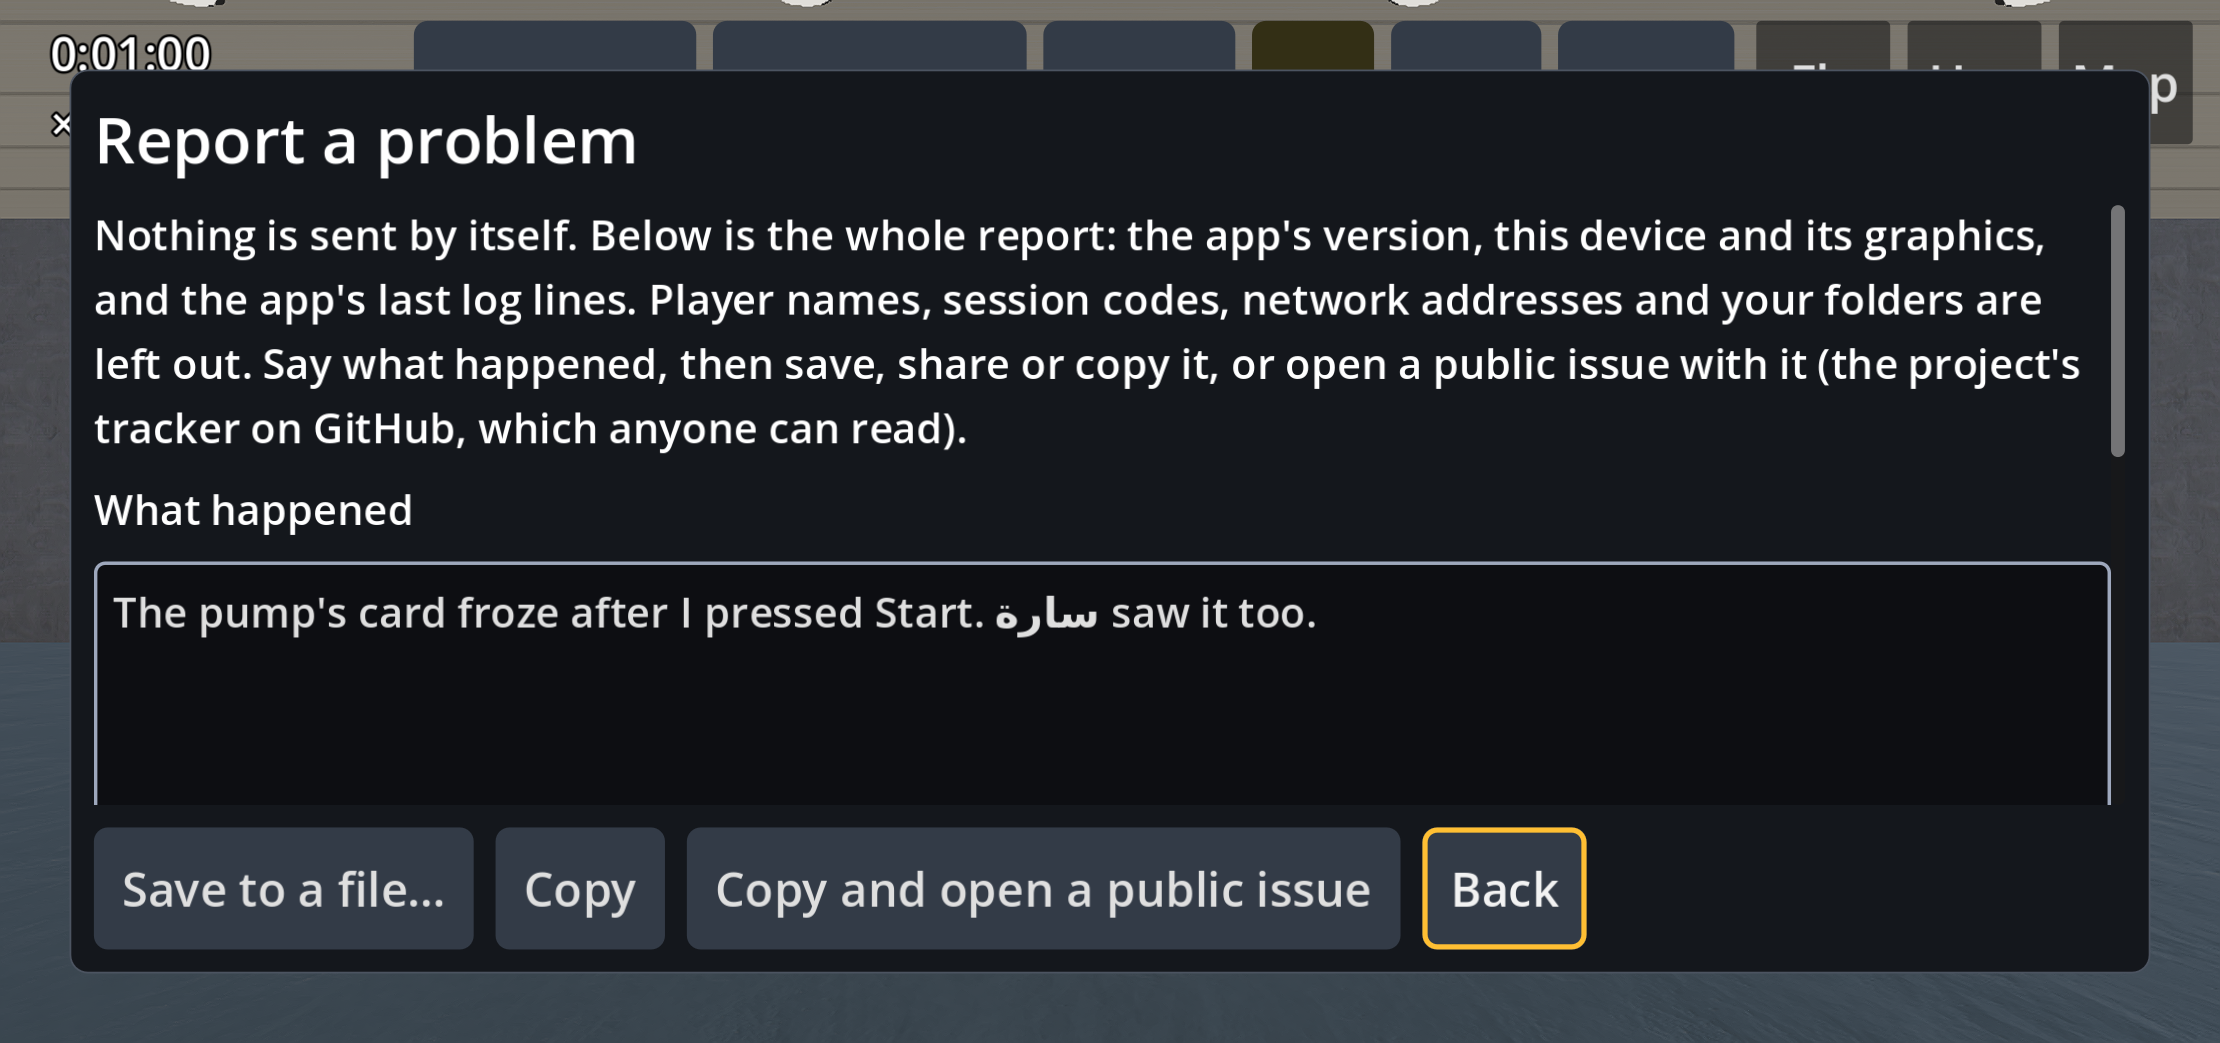 0:01:00
×
Report a problem
Nothing is sent by itself. Below is the whole report: the app's version, this device and its graphics,
and the app's last log lines. Player names, session codes, network addresses and your folders are
left out. Say what happened, then save, share or copy it, or open a public issue with it (the project's
tracker on GitHub, which anyone can read).
What happened
The pump's card froze after I pressed Start. سارة saw it too.
Save to a file...
Copy
Copy and open a public issue
Back